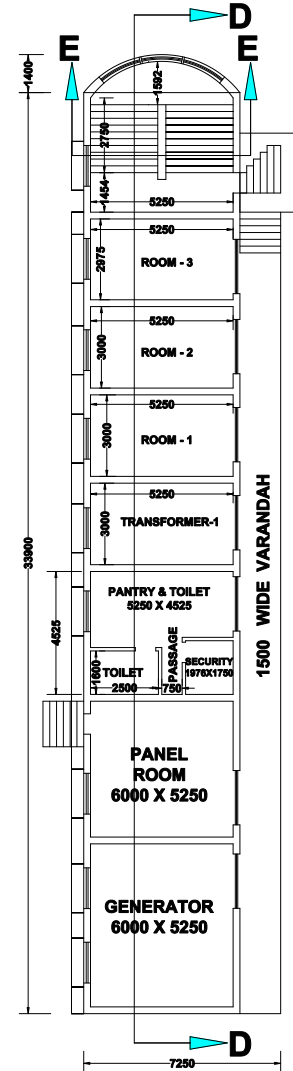 D
E
E
1400
1592
2750
1454
5250
5250
2975
ROOM - 3
5250
3000
ROOM - 2
5250
3000
ROOM - 1
5250
3000
TRANSFORMER-1
33900
1500 WIDE VARANDAH
PANTRY & TOILET
5250 X 4525
4525
PASSAGE
1600
TOILET
SECURITY
1976X1750
2500
750
PANEL
ROOM
6000 X 5250
GENERATOR
6000 X 5250
D
7250